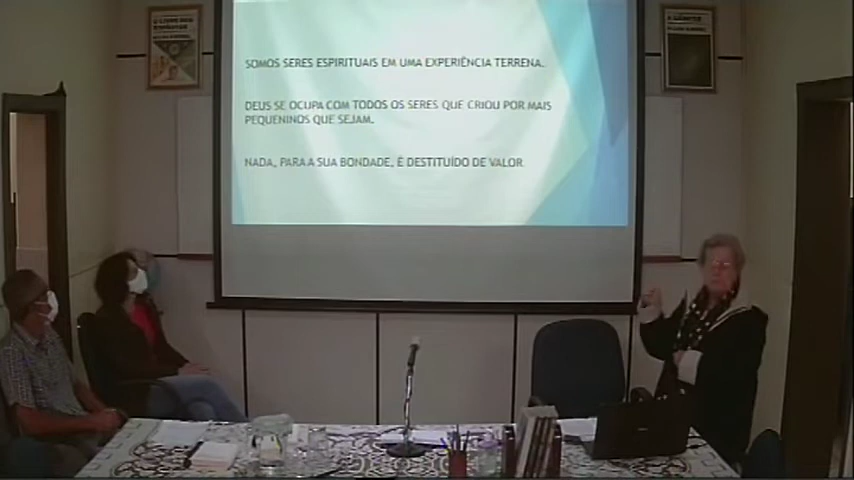 SOMOS SERES ESPIRITUAIS EM UMA EXPERIÊNCIA TERRENA.
DEUS SE OCUPA COM TODOS OS SERES QUE CRIOU POR MAIS
PEQUENINOS QUE SEJAM.
NADA, PARA A SUA BONDADE, É DESTITUÍDO DE VALOR.